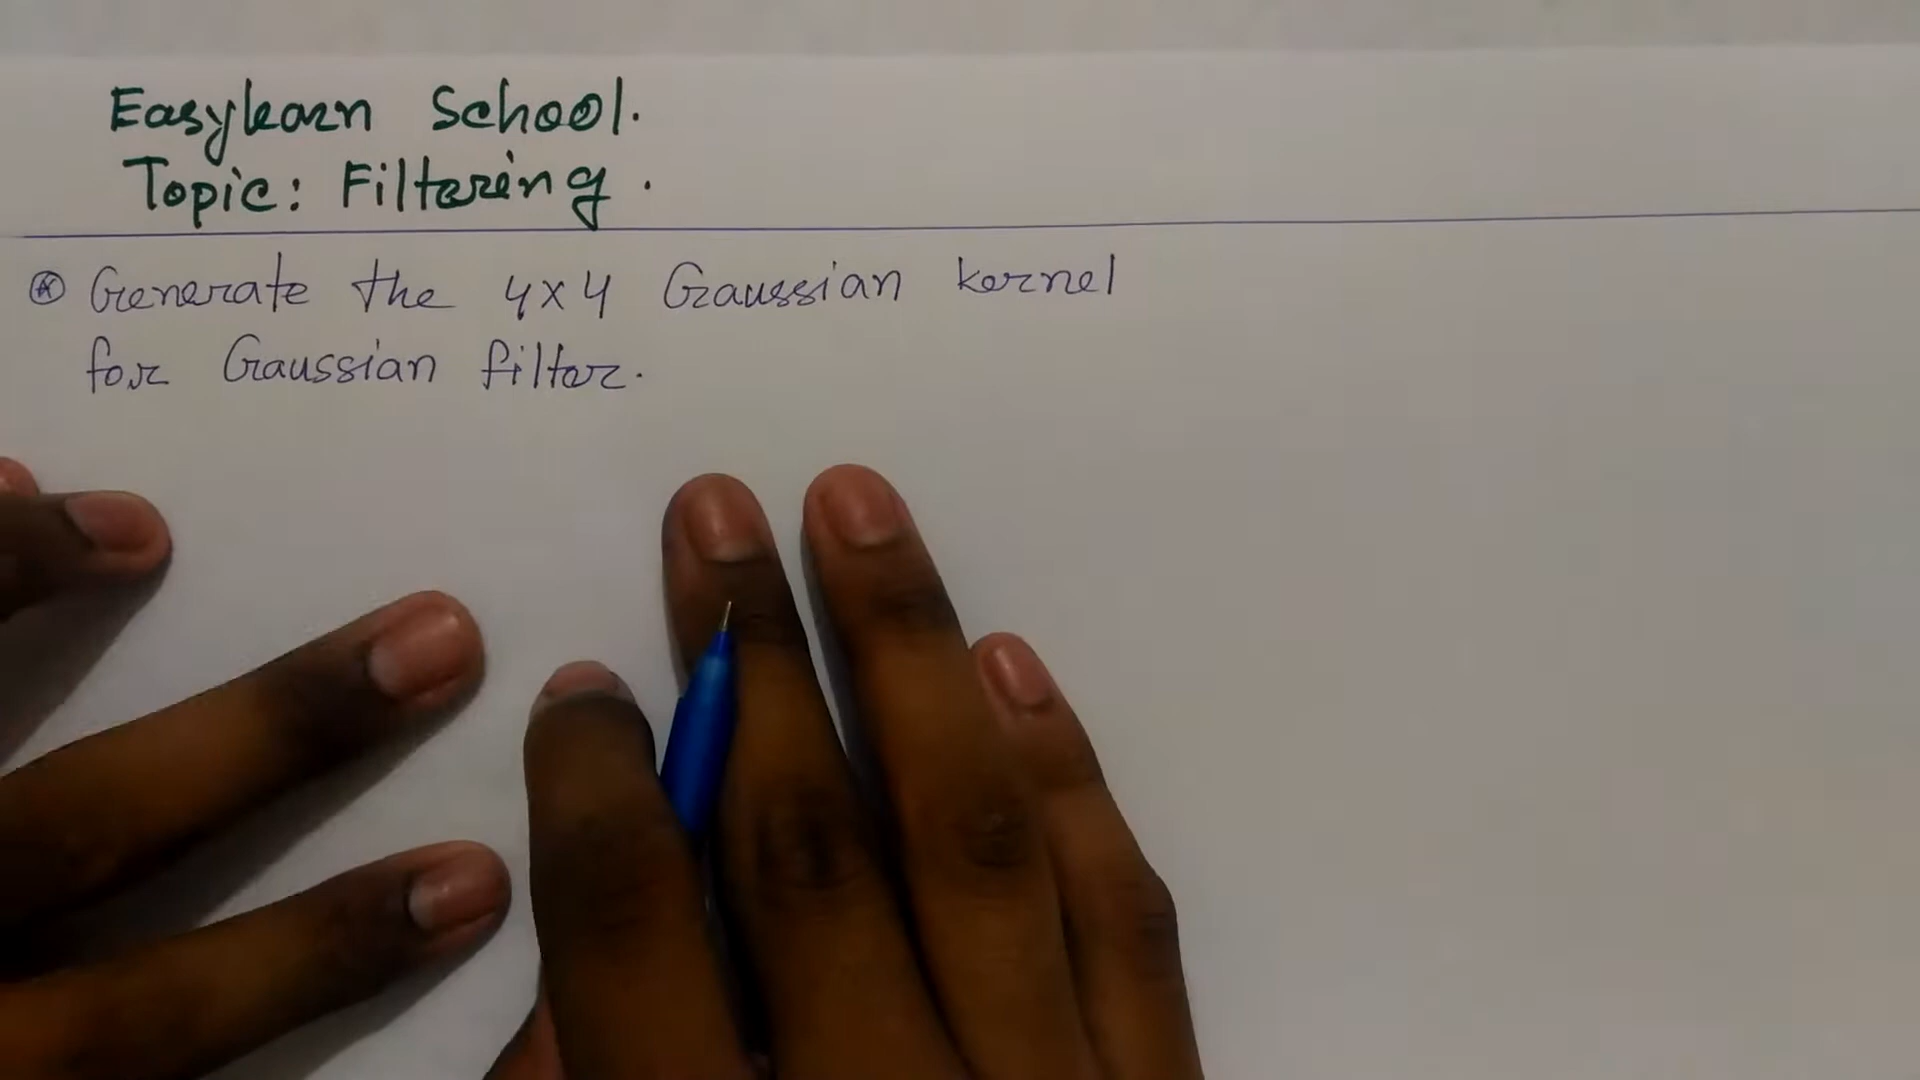 Easylearn School.
Topic: Filtering.
Generate the 4x4 Gaussian kernel
for Gaussian filter.